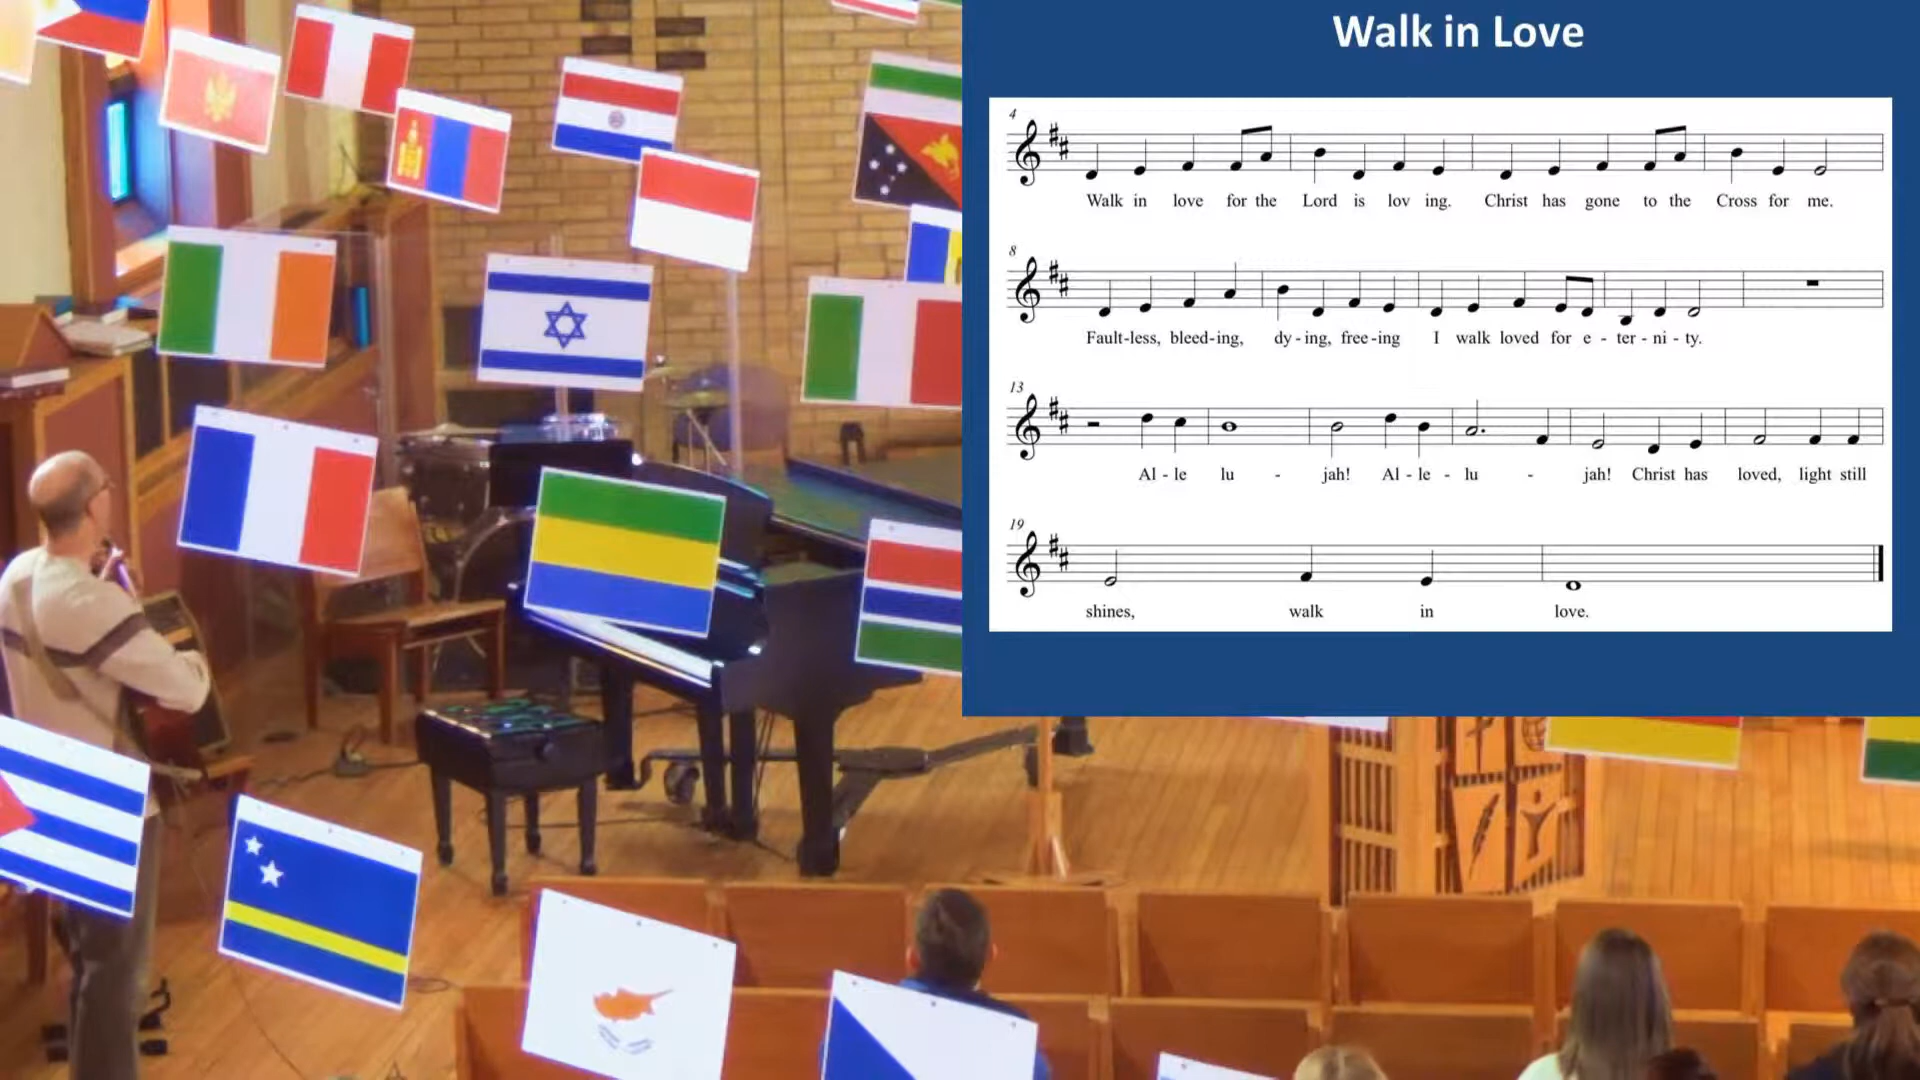 Walk in Love
4
Walk in love for the Lord is lov ing. Christ has gone to the Cross for me.
8
Fault-less, bleed-ing, dy-ing, free-ing I walk loved for e - ter - ni - ty.
13
Al - le lu - jah! Al - le - lu - jah! Christ has loved, light still
19
shines, walk in love.